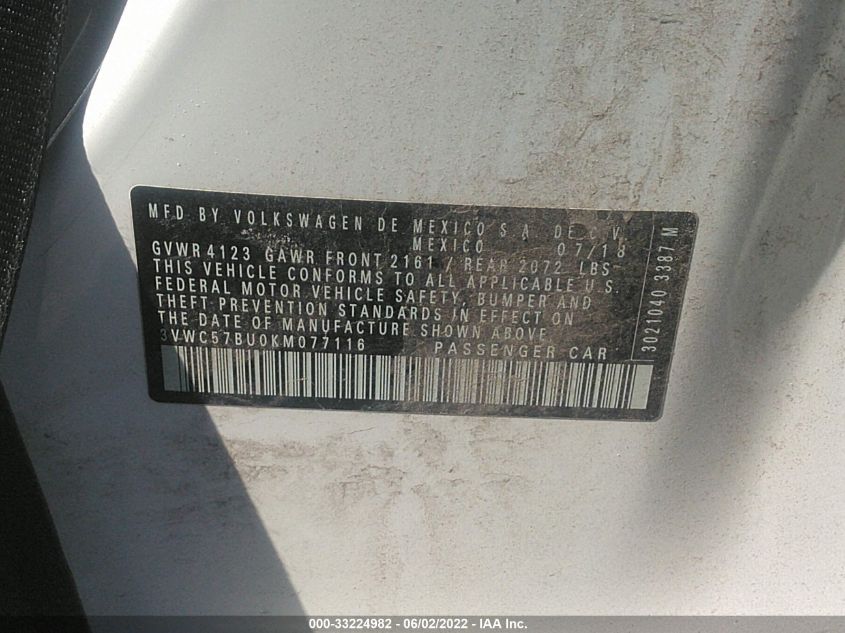 MFD BY VOLKSWAGEN DE MEXICO S.A. DE C.V.
MEXICO 07/18
GVWR 4123 GAWR FRONT 2161 / REAR 2072 LBS
THIS VEHICLE CONFORMS TO ALL APPLICABLE U.S.
FEDERAL MOTOR VEHICLE SAFETY, BUMPER AND
THEFT PREVENTION STANDARDS IN EFFECT ON
THE DATE OF MANUFACTURE SHOWN ABOVE
3VWC57BU0KM077116 PASSENGER CAR
30210403387M
000-33224982 - 06/02/2022 - IAA Inc.